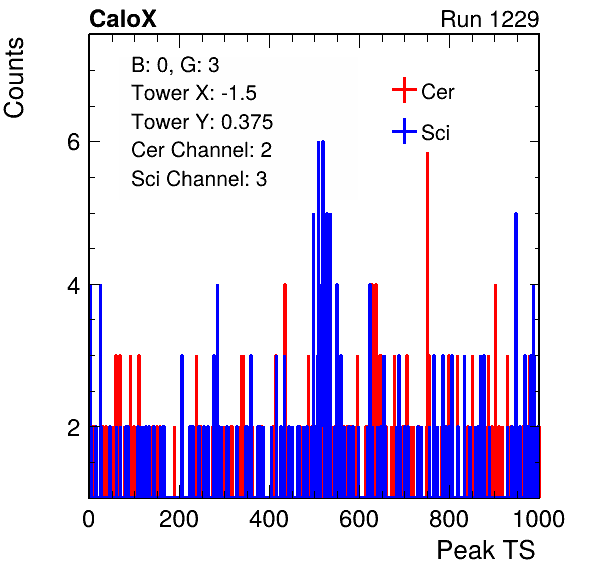 CaloX
Run 1229
Counts
B: 0, G: 3
Tower X: -1.5
Tower Y: 0.375
Cer Channel: 2
Sci Channel: 3
Cer
Sci
6
4
2
0 200 400 600 800 1000
Peak TS